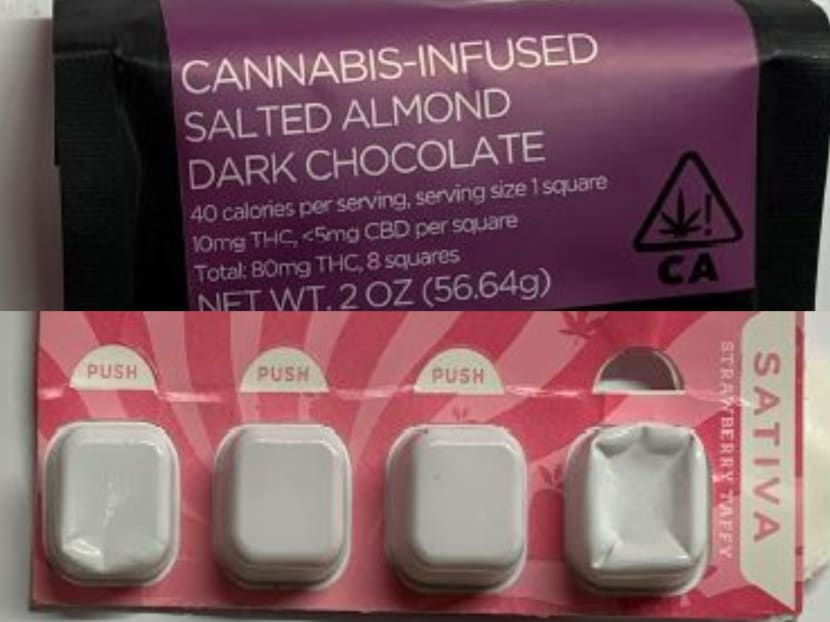 CANNABIS-INFUSED
SALTED ALMOND
DARK CHOCOLATE
40 calories per serving, serving size 1 square
10mg THC, <5mg CBD per square
Total: 80mg THC, 8 squares
NET WT. 2 OZ (56.64g)
!
CA
PUSH
PUSH
PUSH
SATIVA
STRAWBERRY TAFFY